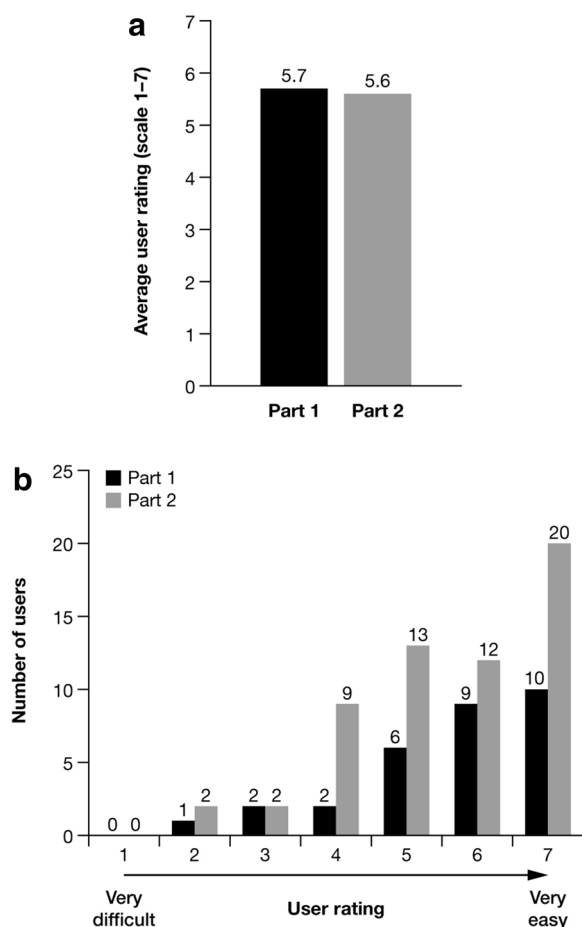 a
Average user rating (scale 1–7)
7
6
5
4
3
2
1
0
5.7
5.6
Part 1
Part 2
b
Part 1
Part 2
Number of users
25
20
15
10
5
0
0 0
1 2
2 2
2 9
6 13
9 12
10 20
1 2 3 4 5 6 7
Very
difficult
User rating
Very
easy